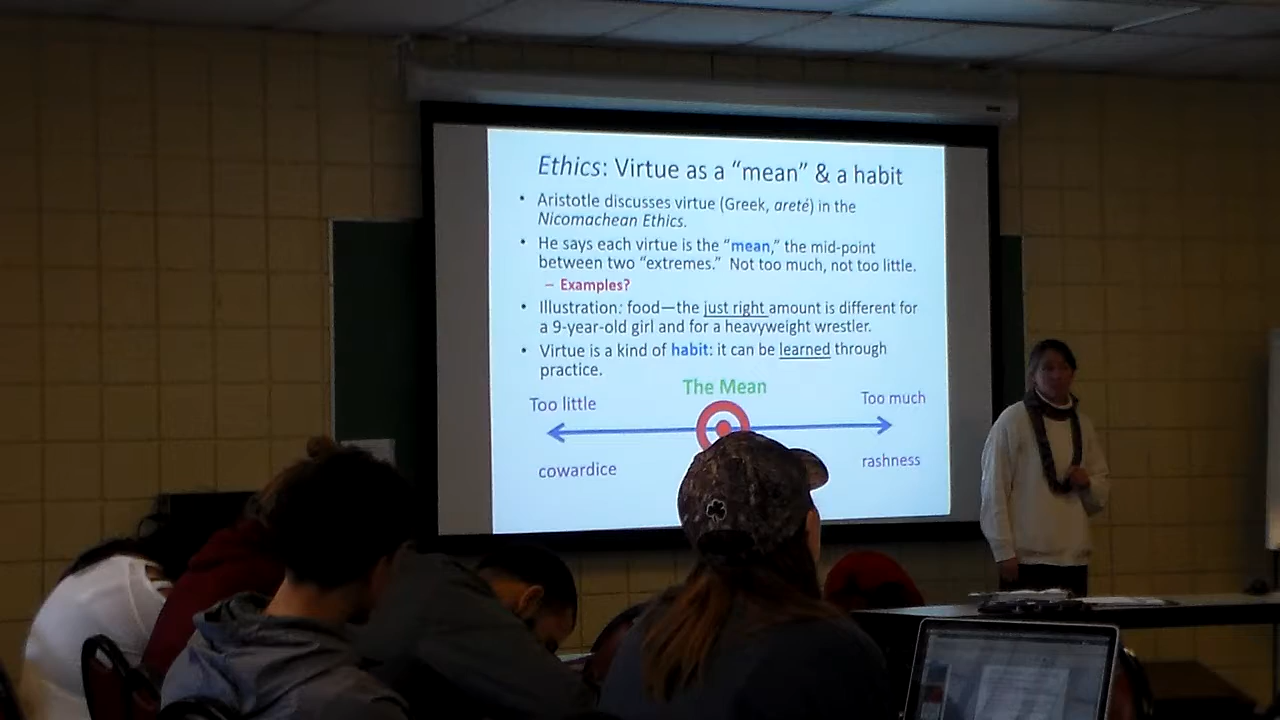 Ethics: Virtue as a “mean” & a habit
• Aristotle discusses virtue (Greek, areté) in the
Nicomachean Ethics.
• He says each virtue is the “mean,” the mid-point
between two “extremes.” Not too much, not too little.
– Examples?
• Illustration: food—the just right amount is different for
a 9-year-old girl and for a heavyweight wrestler.
• Virtue is a kind of habit: it can be learned through
practice.
The Mean
Too little
Too much
cowardice
rashness